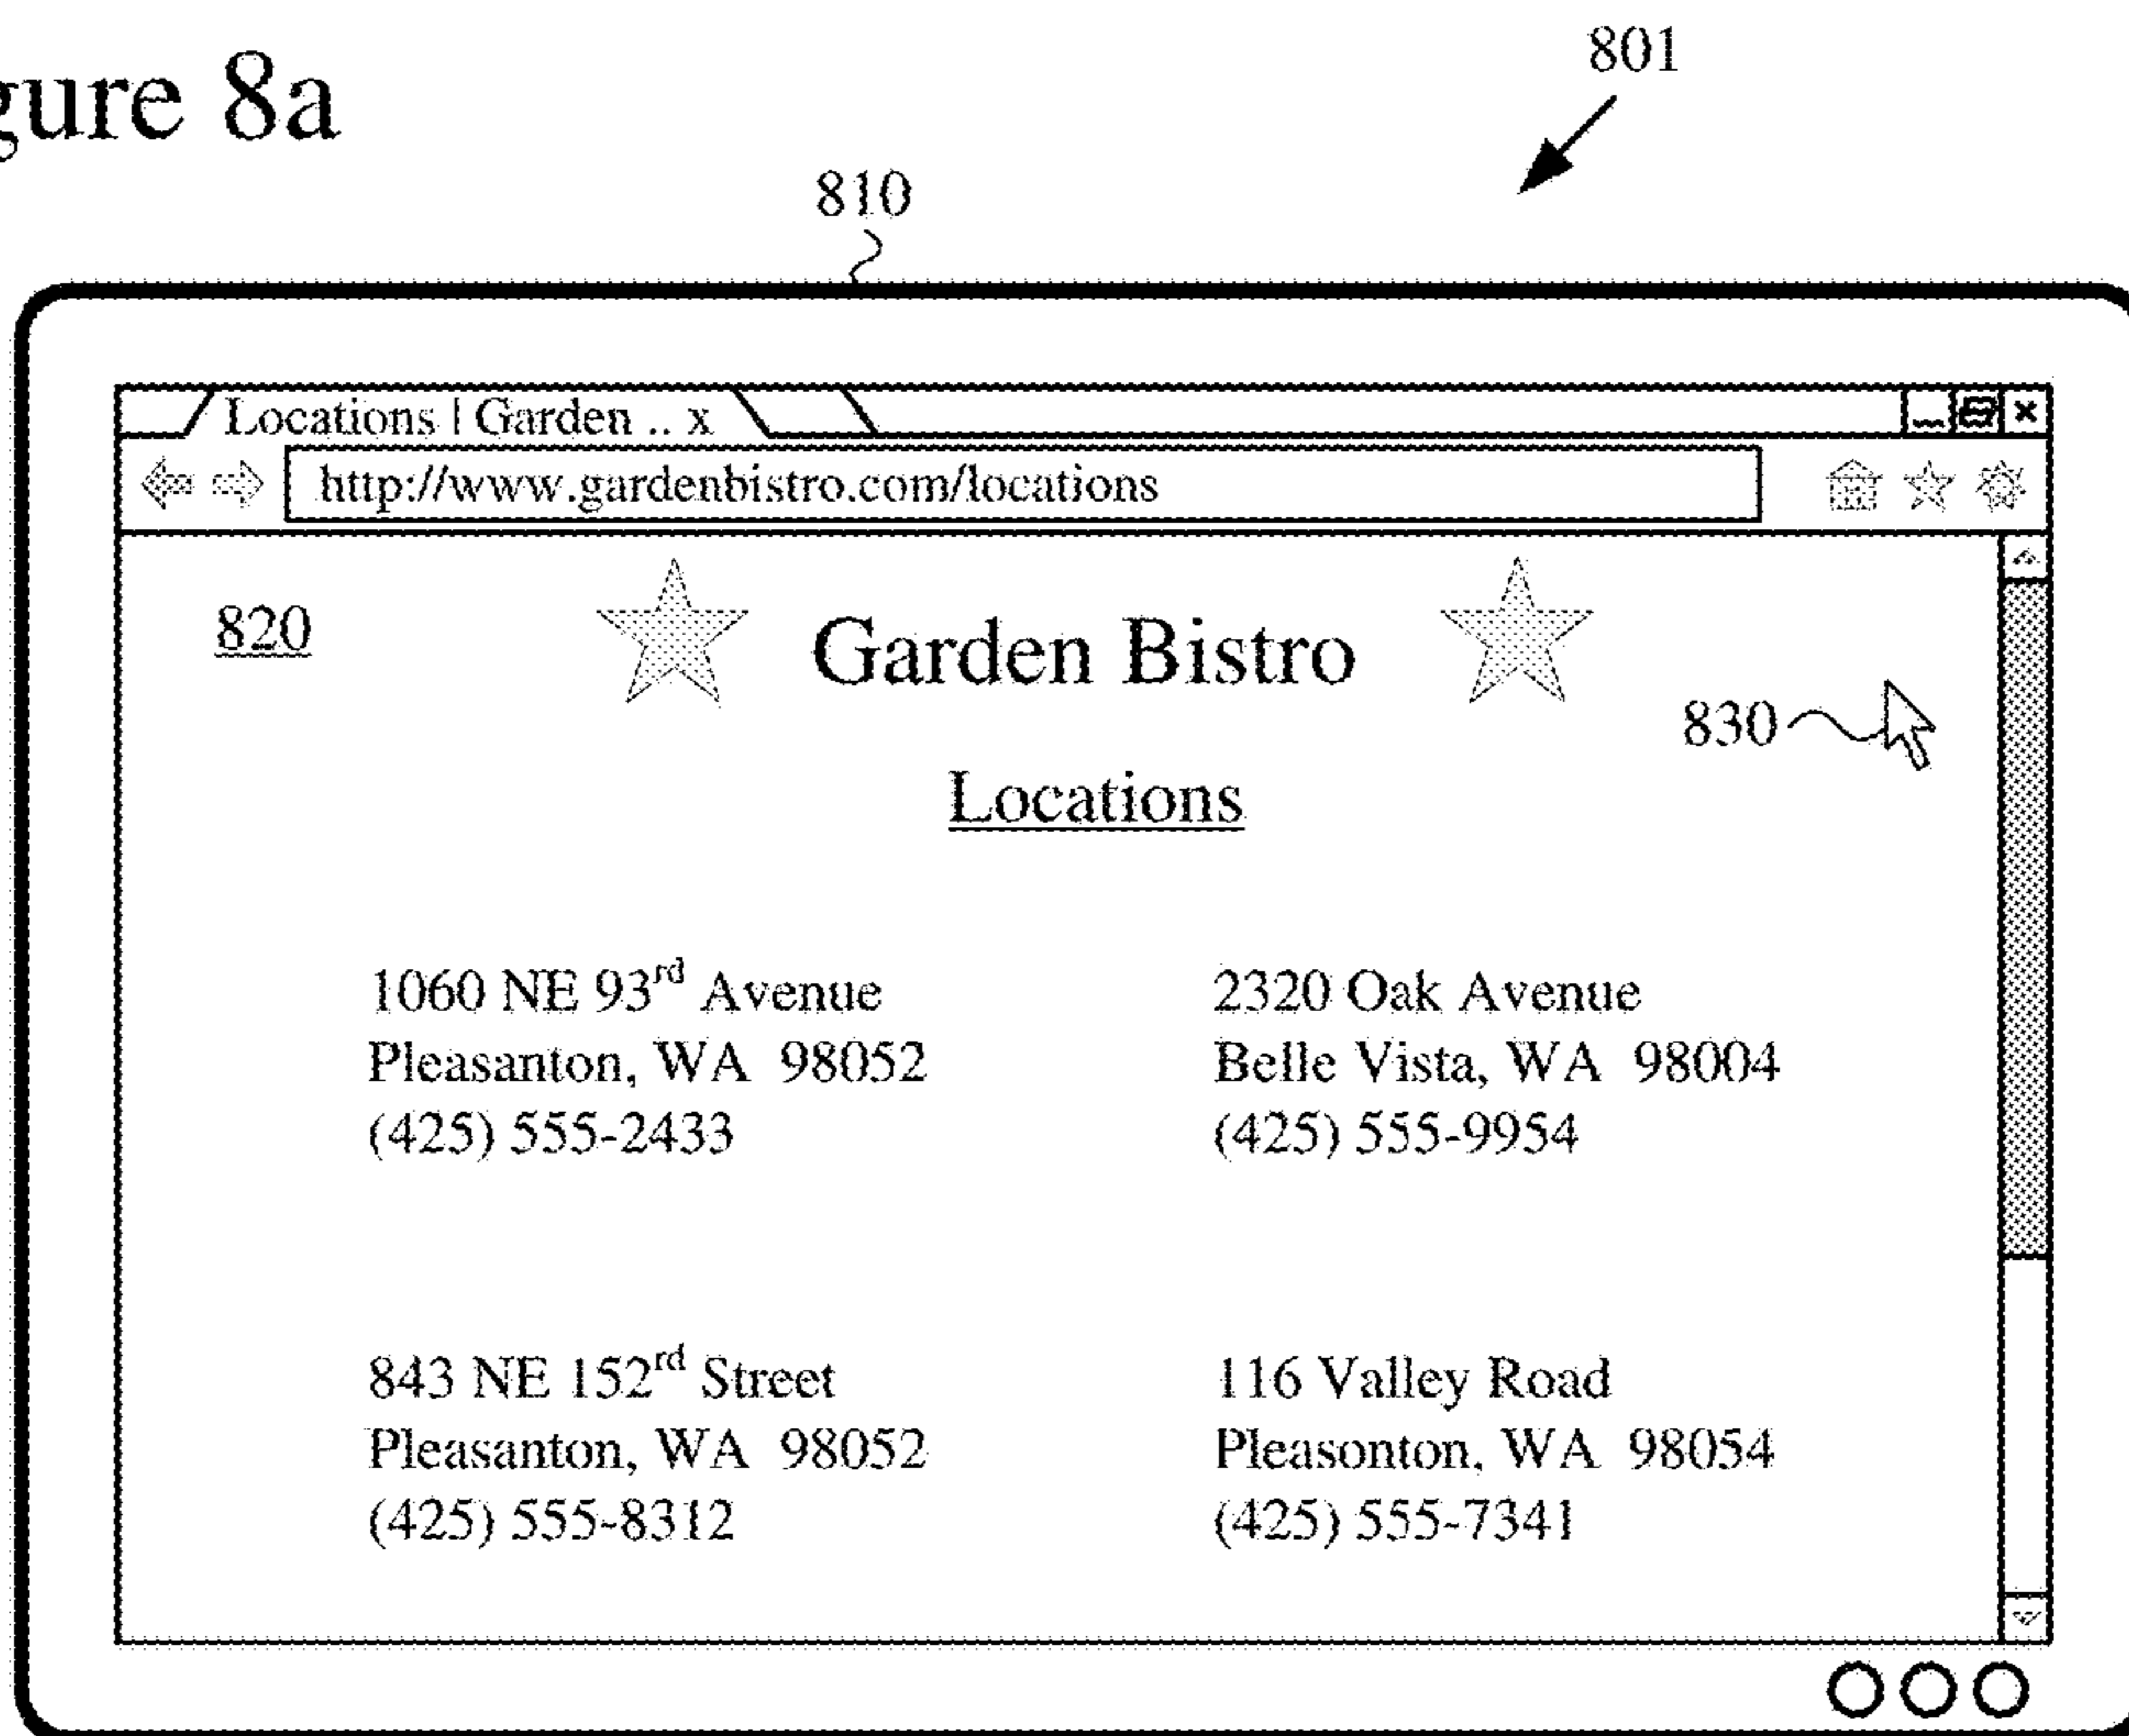 gure 8a
801
810
Locations | Garden .. x
http://www.gardenbistro.com/locations
820
Garden Bistro
830
Locations
1060 NE 93rd Avenue
Pleasanton, WA 98052
(425) 555-2433
2320 Oak Avenue
Belle Vista, WA 98004
(425) 555-9954
843 NE 152rd Street
Pleasanton, WA 98052
(425) 555-8312
116 Valley Road
Pleasonton, WA 98054
(425) 555-7341